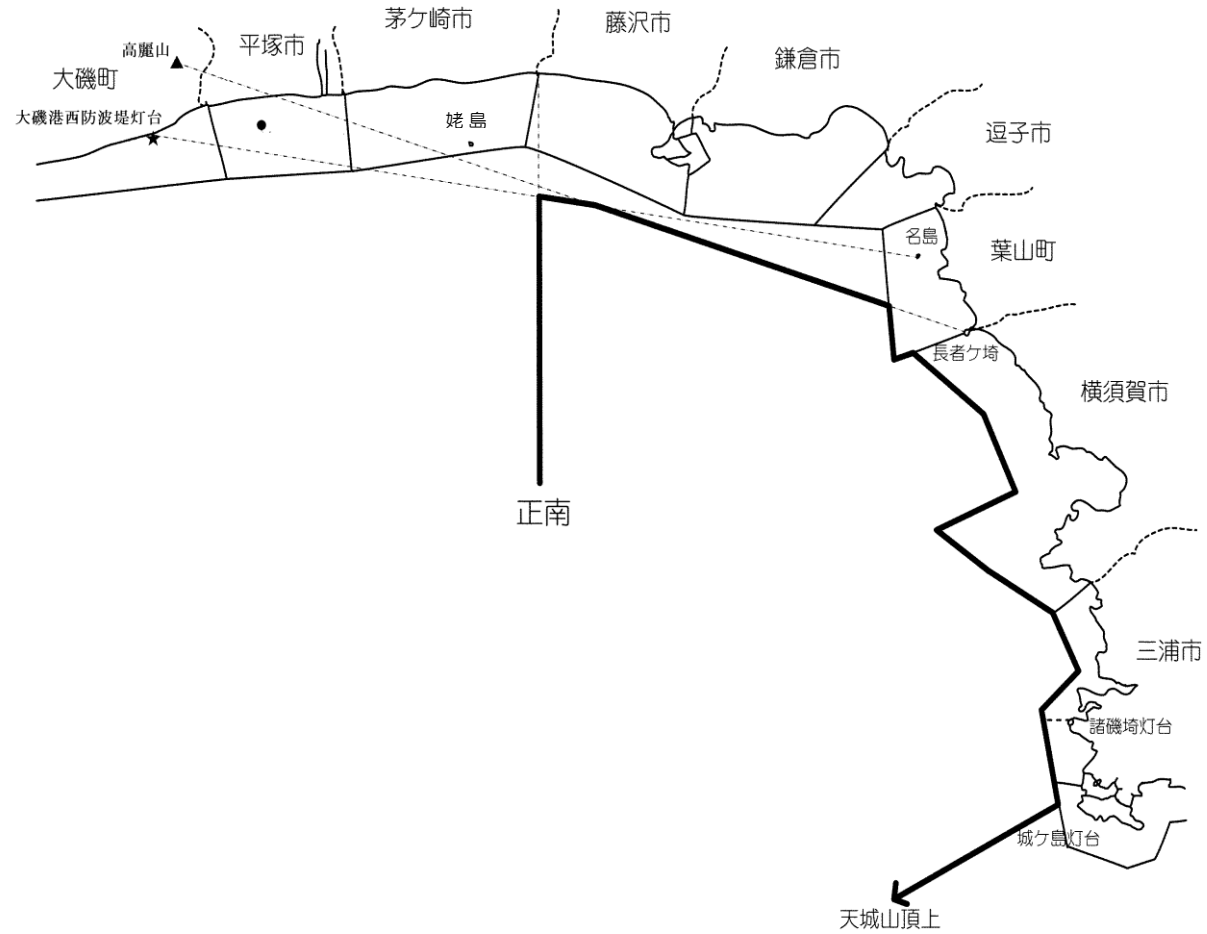 茅ケ崎市
藤沢市
平塚市
高麗山
鎌倉市
大磯町
大磯港西防波堤灯台
姥島
逗子市
名島
葉山町
長者ケ埼
横須賀市
正南
三浦市
諸磯埼灯台
城ケ島灯台
天城山頂上